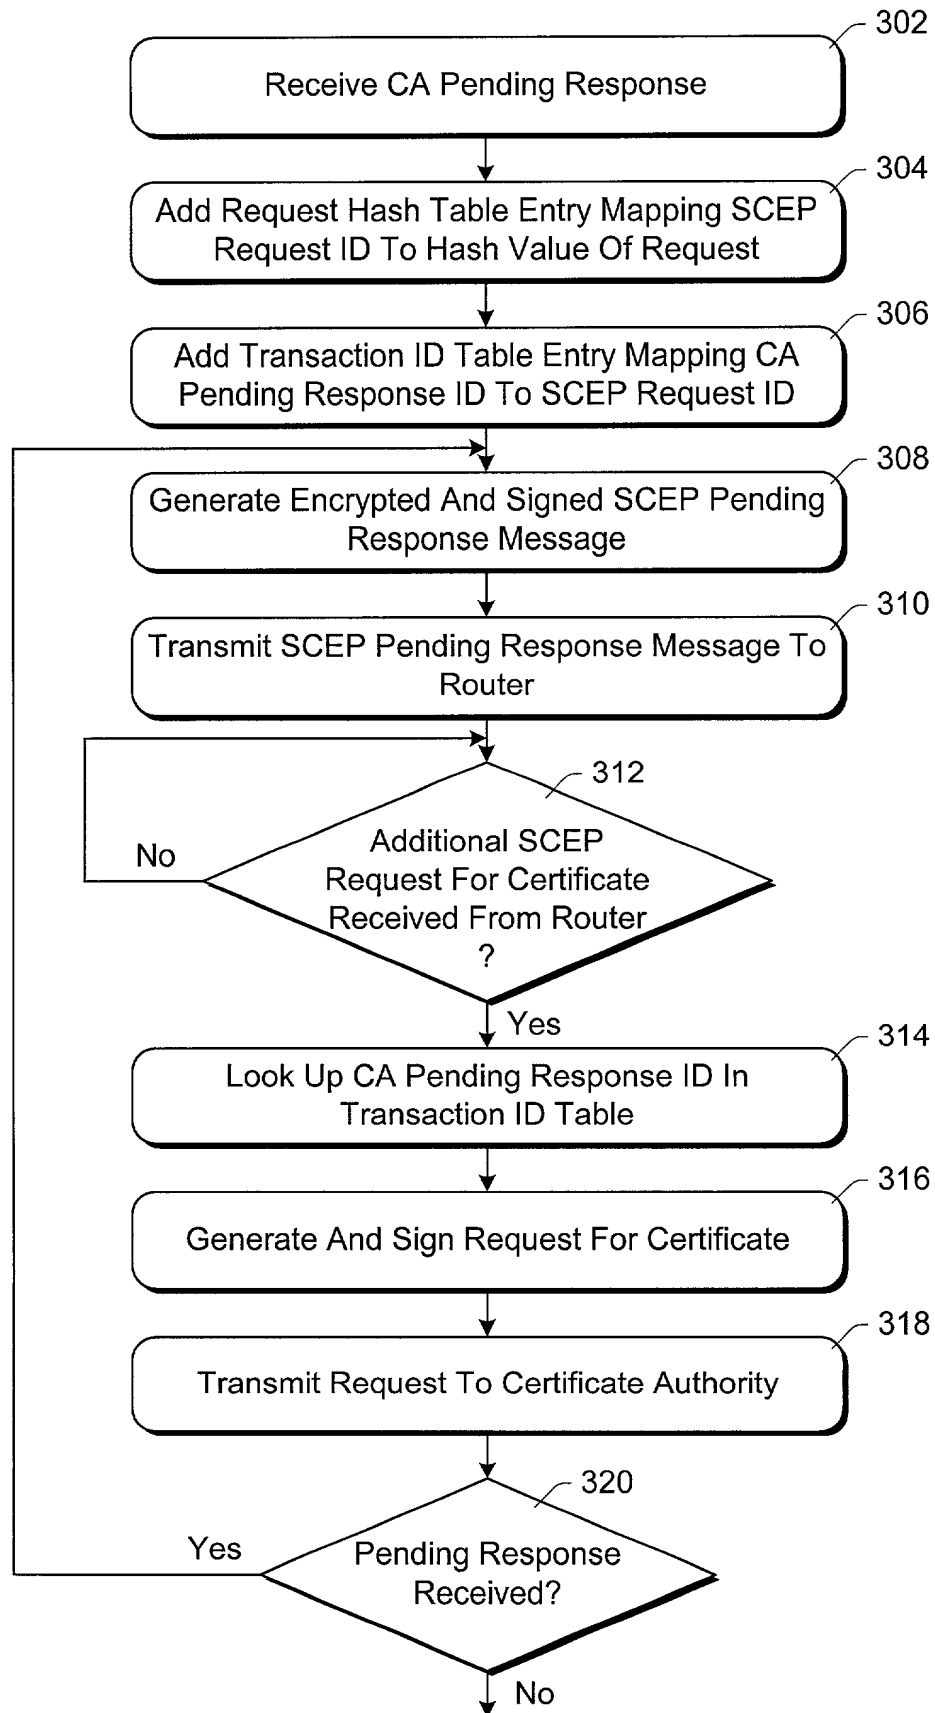 302
Receive CA Pending Response
304
Add Request Hash Table Entry Mapping SCEP
Request ID To Hash Value Of Request
306
Add Transaction ID Table Entry Mapping CA
Pending Response ID To SCEP Request ID
308
Generate Encrypted And Signed SCEP Pending
Response Message
310
Transmit SCEP Pending Response Message To
Router
312
Additional SCEP
Request For Certificate
Received From Router
?
No
Yes
314
Look Up CA Pending Response ID In
Transaction ID Table
316
Generate And Sign Request For Certificate
318
Transmit Request To Certificate Authority
320
Pending Response
Received?
Yes
No